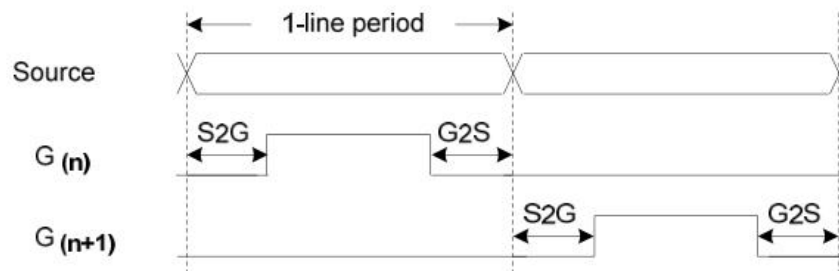 1-line period
Source
S2G
G2S
G (n)
S2G
G2S
G (n+1)